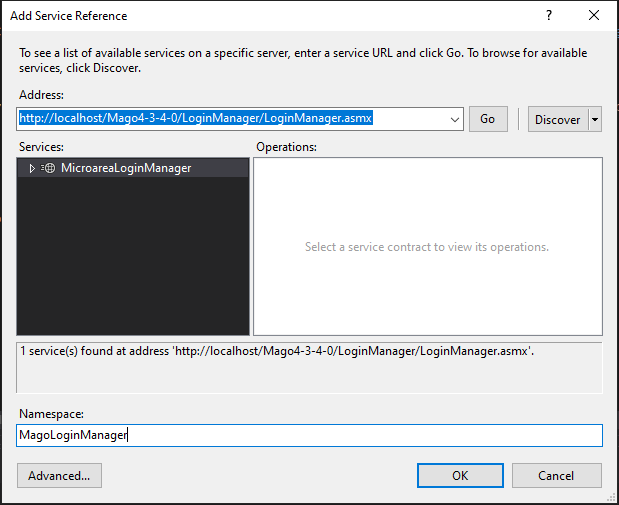 Add Service Reference
?
To see a list of available services on a specific server, enter a service URL and click Go. To browse for available
services, click Discover.
Address:
http://localhost/Mago4-3-4-0/LoginManager/LoginManager.asmx
Go
Discover
Services:
Operations:
MicroareaLoginManager
Select a service contract to view its operations.
1 service(s) found at address 'http://localhost/Mago4-3-4-0/LoginManager/LoginManager.asmx'.
Namespace:
MagoLoginManager
Advanced...
OK
Cancel